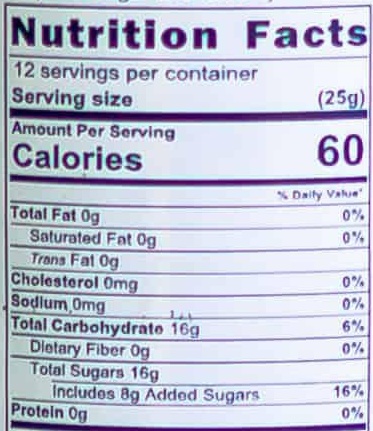 Nutrition Facts
12 servings per container
Serving size (25g)
Amount Per Serving
Calories 60
% Daily Value*
Total Fat 0g 0%
Saturated Fat 0g 0%
Trans Fat 0g
Cholesterol 0mg 0%
Sodium 0mg 0%
Total Carbohydrate 16g 6%
Dietary Fiber 0g 0%
Total Sugars 16g
Includes 8g Added Sugars 16%
Protein 0g 0%